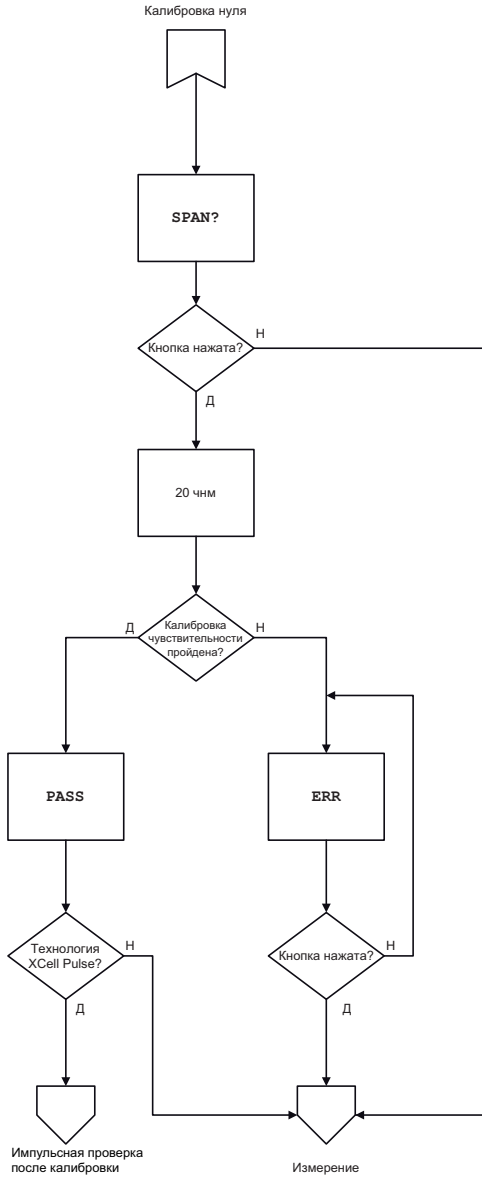 Калибровка нуля
SPAN?
Кнопка нажата?
Н
Д
20 чнм
Д
Калибровка
чувствительности
пройдена?
Н
PASS
ERR
Технология
XCell Pulse?
Н
Д
Кнопка нажата?
Н
Д
Импульсная проверка
после калибровки
Измерение